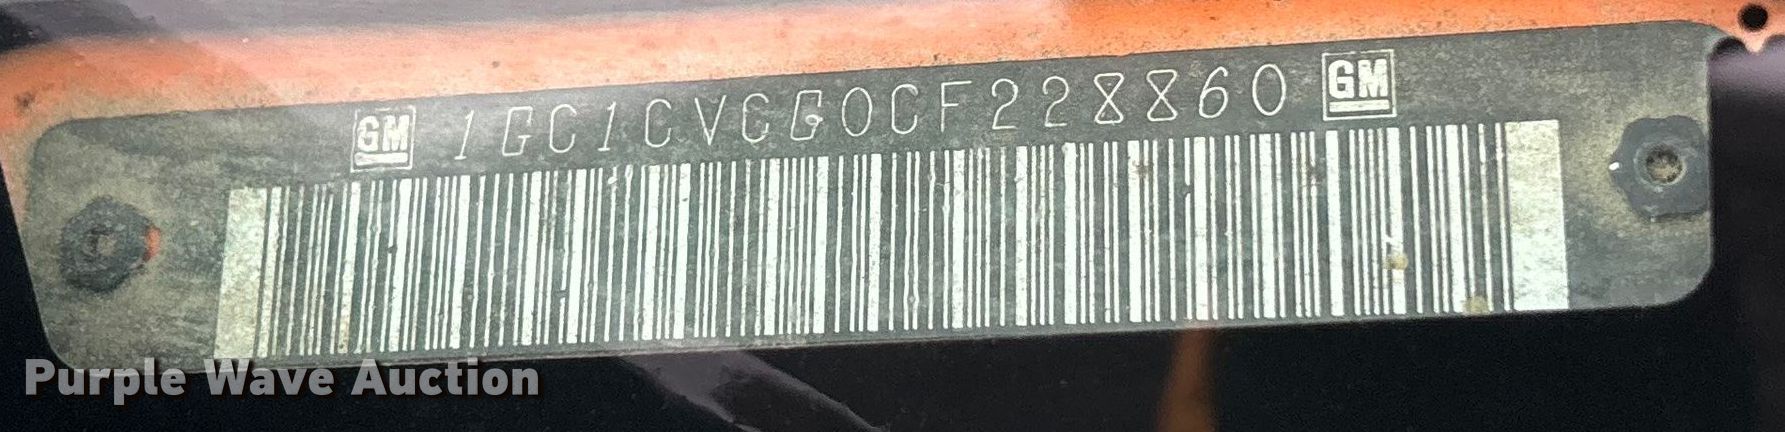 GM 1GC1CVCG0CF228860 GM
Purple Wave Auction